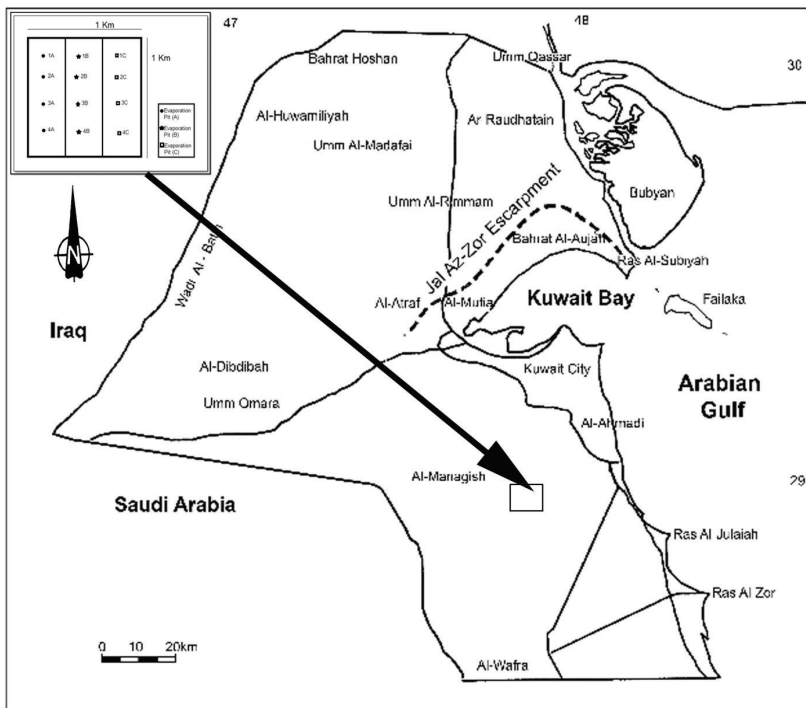 1 Km
47
48
1A
1B
1C
1 Km
2A
2B
2C
3A
3B
3C
4A
4B
4C
Evaporation
Pit (A)
Evaporation
Pit (B)
Evaporation
Pit (C)
30
Bahrat Hoshan
Umm Qassar
Al-Huwamiliyah
Ar Raudhatain
Umm Al-Madafai
Bubyan
Umm Al-Rimmam
Jal Az-Zor Escarpment
Wadi Al-Batin
Bahrat Al-Aujah
Ras Al-Subiyah
N
Al-Atraf
Al-Mutla
Kuwait Bay
Failaka
Iraq
Al-Dibdibah
Kuwait City
Arabian
Gulf
Umm Omara
Al-Ahmadi
Al-Managish
29
Saudi Arabia
Ras Al Julaiah
Ras Al Zor
0 10 20km
Al-Wafra